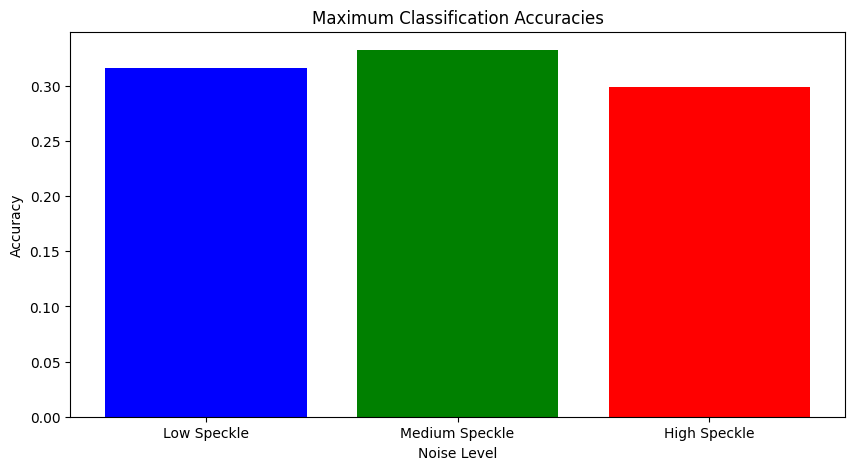 Maximum Classification Accuracies
Accuracy
0.30
0.25
0.20
0.15
0.10
0.05
0.00
Low Speckle
Medium Speckle
High Speckle
Noise Level